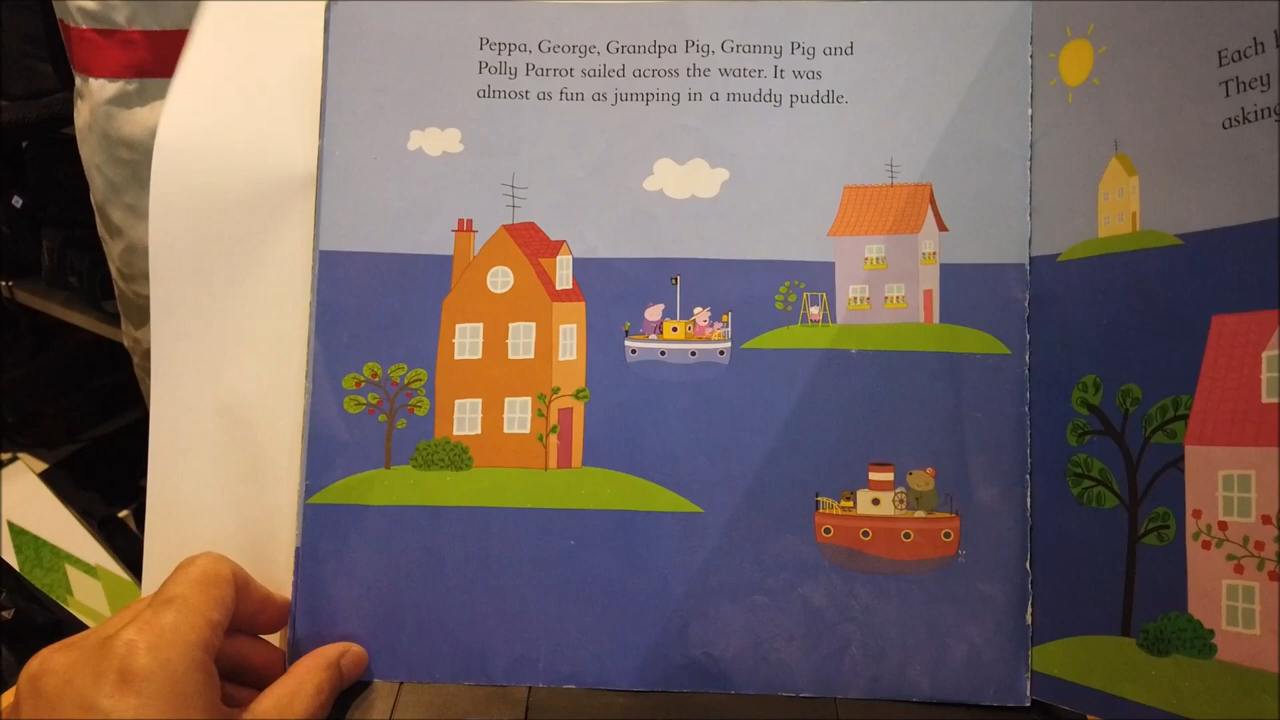 Peppa, George, Grandpa Pig, Granny Pig and
Polly Parrot sailed across the water. It was
almost as fun as jumping in a muddy puddle.
Each
They
asking